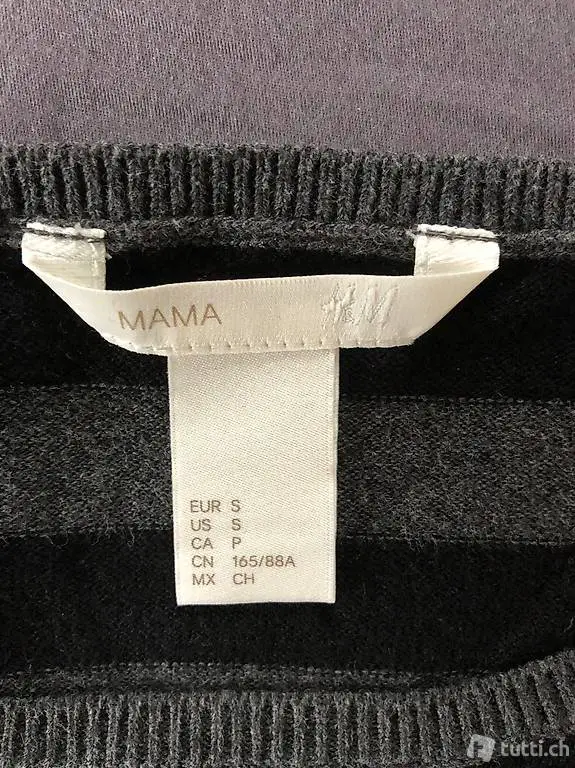 MAMA H&M
EUR S
US S
CA P
CN 165/88A
MX CH
tutti.ch